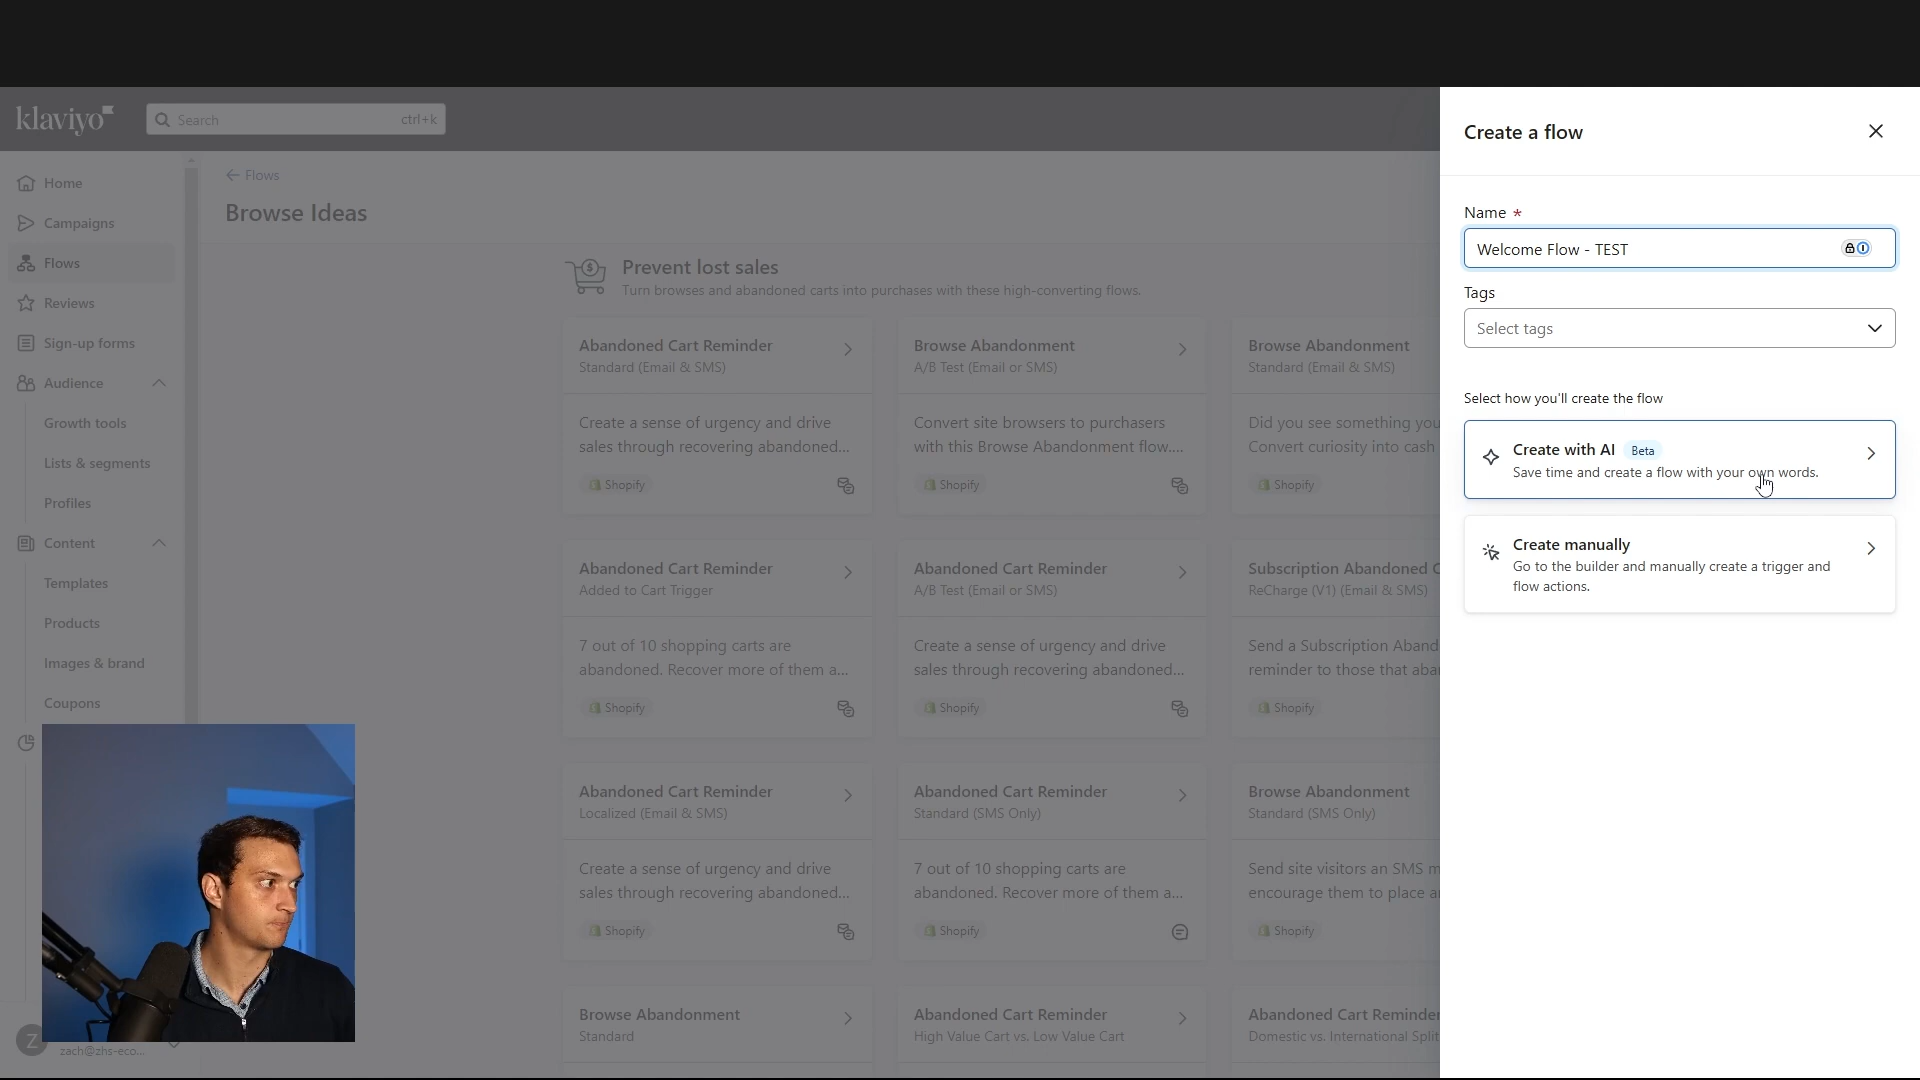 klaviyo
Search
ctrl+k
Home
Campaigns
Flows
Reviews
Sign-up forms
Audience
Growth tools
Lists & segments
Profiles
Content
Templates
Products
Images & brand
Coupons
Z
zach@zhs-eco...
Flows
Browse Ideas
Prevent lost sales
Turn browses and abandoned carts into purchases with these high-converting flows.
Abandoned Cart Reminder
Standard (Email & SMS)
Create a sense of urgency and drive
sales through recovering abandoned...
Shopify
Browse Abandonment
A/B Test (Email or SMS)
Convert site browsers to purchasers
with this Browse Abandonment flow....
Shopify
Browse Abandonment
Standard (Email & SMS)
Did you see something you
Convert curiosity into cash
Shopify
Abandoned Cart Reminder
Added to Cart Trigger
7 out of 10 shopping carts are
abandoned. Recover more of them a...
Shopify
Abandoned Cart Reminder
A/B Test (Email or SMS)
Create a sense of urgency and drive
sales through recovering abandoned...
Shopify
Subscription Abandoned C
ReCharge (V1) (Email & SMS)
Send a Subscription Aband
reminder to those that aba
Shopify
Abandoned Cart Reminder
Localized (Email & SMS)
Create a sense of urgency and drive
sales through recovering abandoned...
Shopify
Abandoned Cart Reminder
Standard (SMS Only)
7 out of 10 shopping carts are
abandoned. Recover more of them a...
Shopify
Browse Abandonment
Standard (SMS Only)
Send site visitors an SMS m
encourage them to place a
Shopify
Browse Abandonment
Standard
Abandoned Cart Reminder
High Value Cart vs. Low Value Cart
Abandoned Cart Reminder
Domestic vs. International Split
Create a flow
Name *
Welcome Flow - TEST
Tags
Select tags
Select how you'll create the flow
Create with AI Beta
Save time and create a flow with your own words.
Create manually
Go to the builder and manually create a trigger and
flow actions.